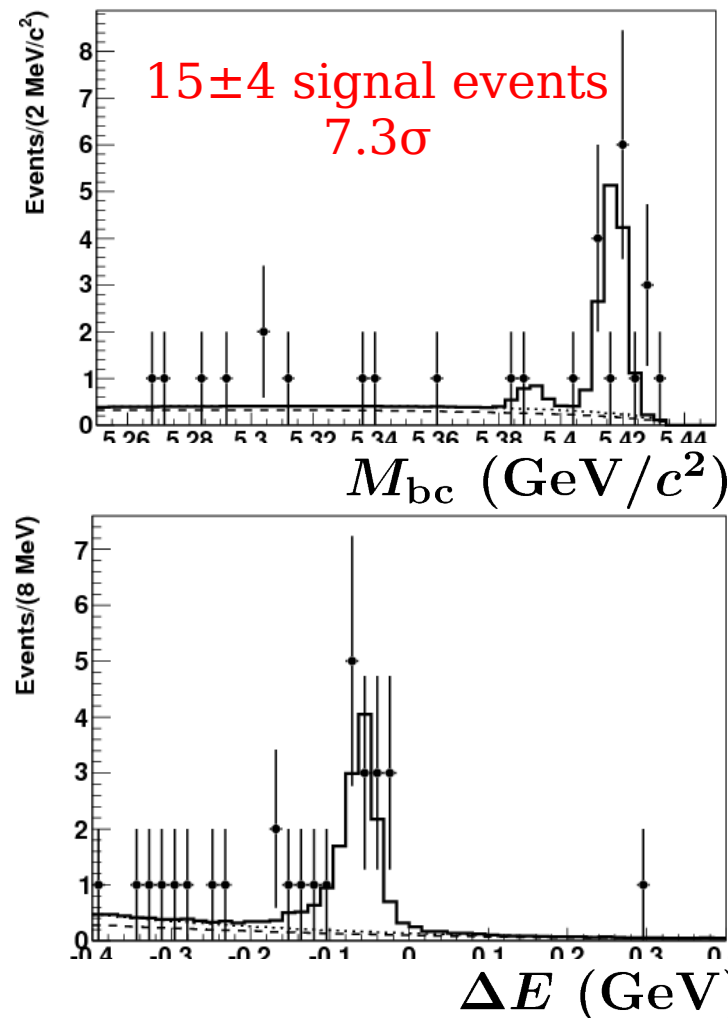 Events/(2 MeV/c²)
8
7
6
5
4
3
2
1
0
15±4 signal events
7.3σ
5.26 5.28 5.3 5.32 5.34 5.36 5.38 5.4 5.42 5.44
M_bc (GeV/c²)
Events/(8 MeV)
7
6
5
4
3
2
1
0
-0.4 -0.3 -0.2 -0.1 0 0.1 0.2 0.3 0.4
ΔE (GeV)